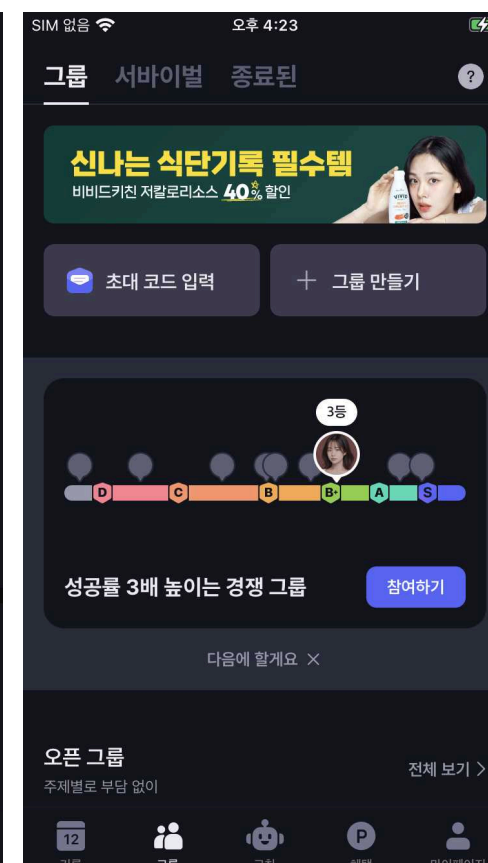 SIM 없음 오후 4:23
그룹 서바이벌 종료된 ?
신나는 식단기록 필수템
비비드키친 저칼로리소스 40% 할인
초대 코드 입력 + 그룹 만들기
3등
D C B B+ A S
성공률 3배 높이는 경쟁 그룹 참여하기
다음에 할게요 ×
오픈 그룹
전체 보기 >
주제별로 부담 없이
12 P